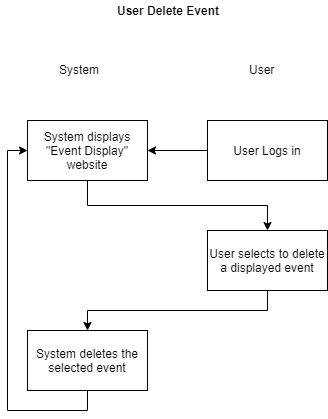 User Delete Event
System
User
System displays
"Event Display"
website
User Logs in
User selects to delete
a displayed event
System deletes the
selected event